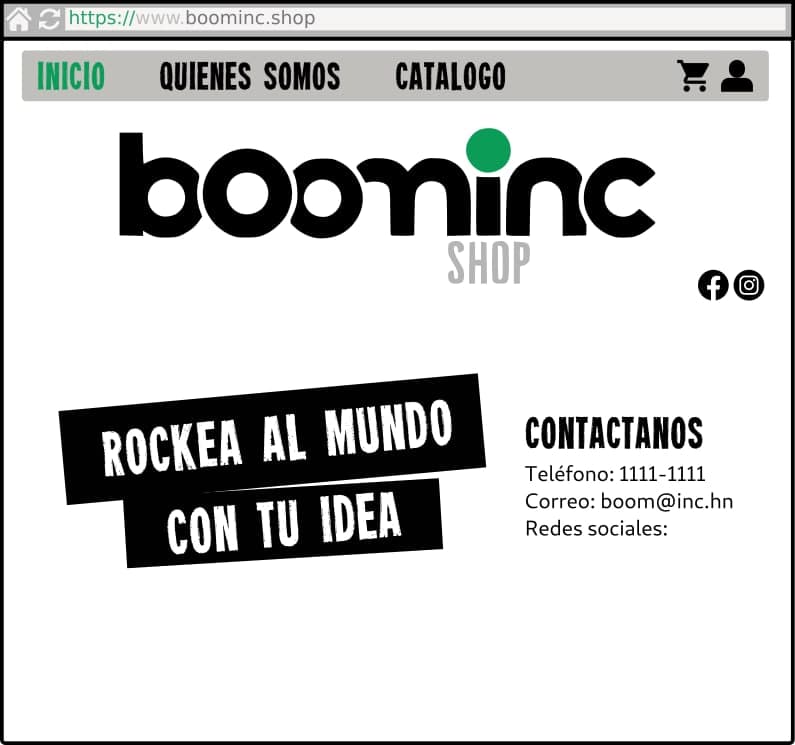 https://www.boominc.shop
INICIO QUIENES SOMOS CATALOGO
boominc
SHOP
ROCKEA AL MUNDO
CON TU IDEA
CONTACTANOS
Teléfono: 1111-1111
Correo: boom@inc.hn
Redes sociales: